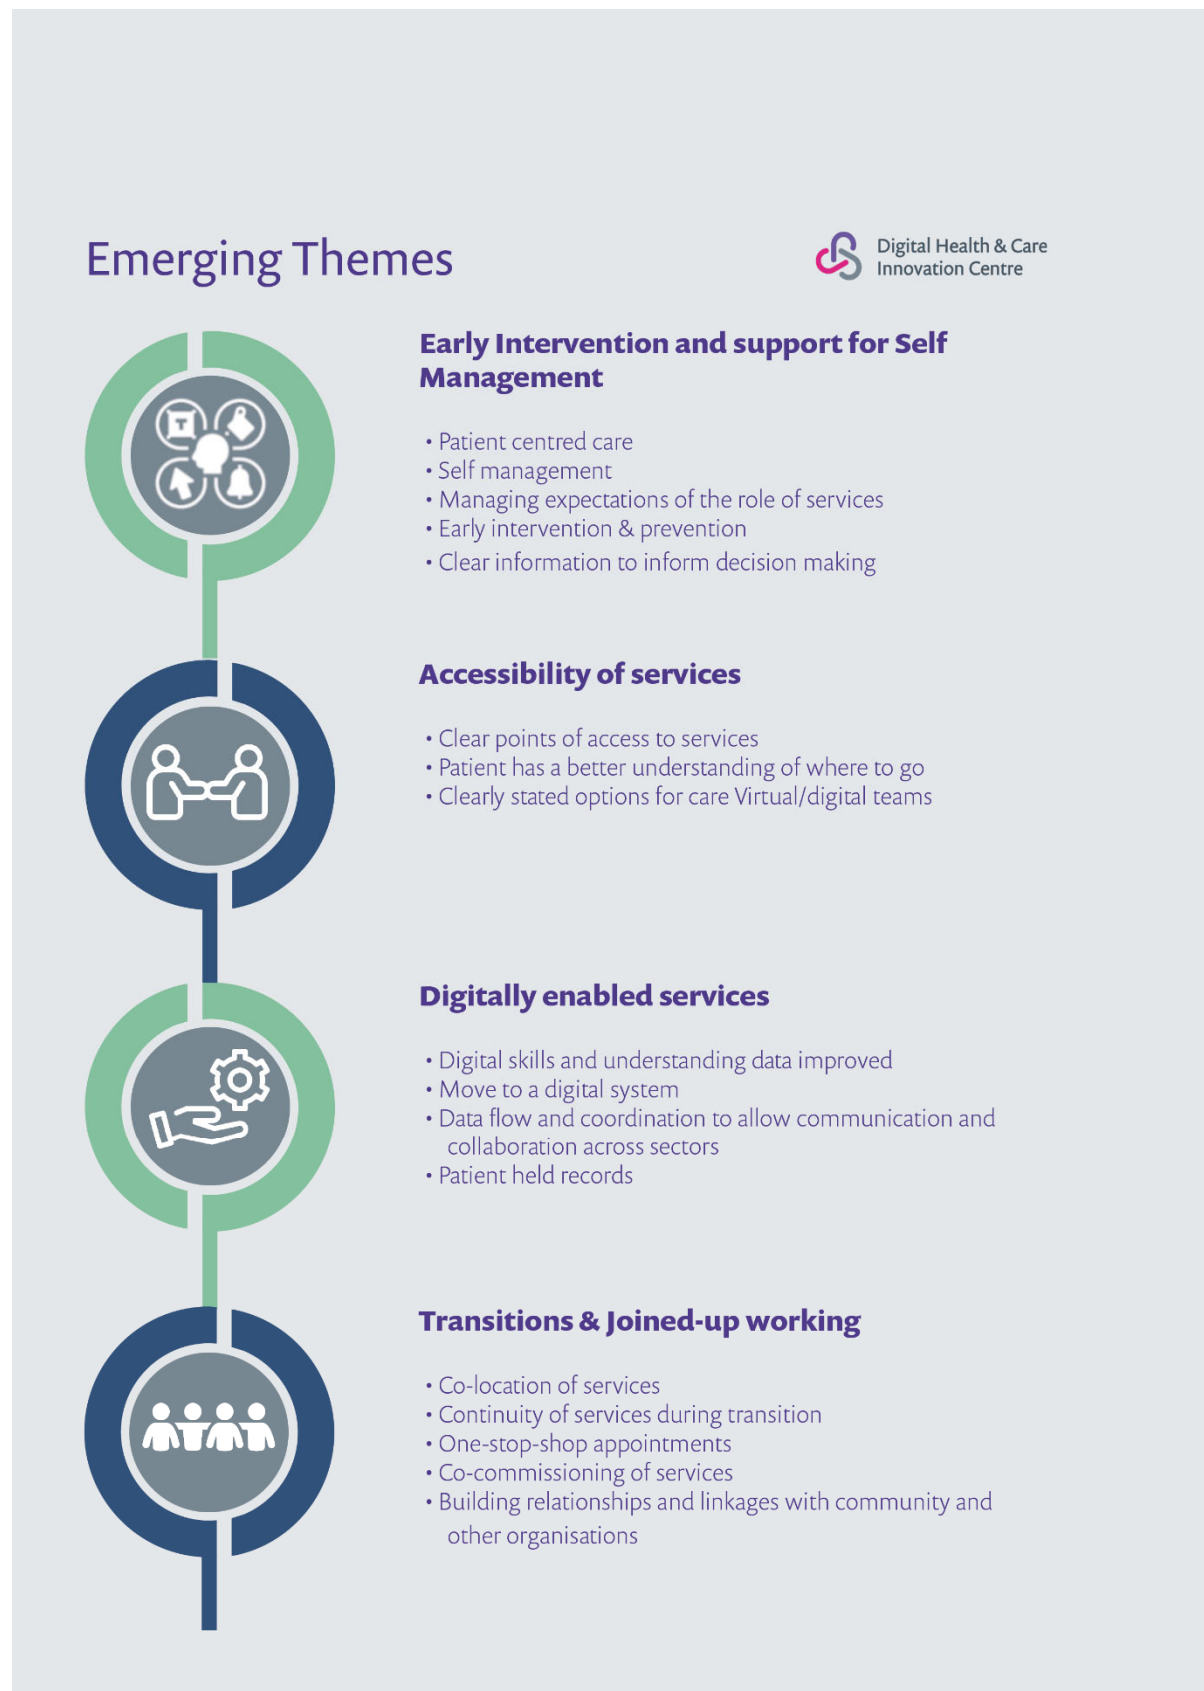 Emerging Themes
Digital Health & Care
Innovation Centre
Early Intervention and support for Self
Management
• Patient centred care
• Self management
• Managing expectations of the role of services
• Early intervention & prevention
• Clear information to inform decision making
T
Accessibility of services
• Clear points of access to services
• Patient has a better understanding of where to go
• Clearly stated options for care Virtual/digital teams
Digitally enabled services
• Digital skills and understanding data improved
• Move to a digital system
• Data flow and coordination to allow communication and
collaboration across sectors
• Patient held records
Transitions & Joined-up working
• Co-location of services
• Continuity of services during transition
• One-stop-shop appointments
• Co-commissioning of services
• Building relationships and linkages with community and
other organisations